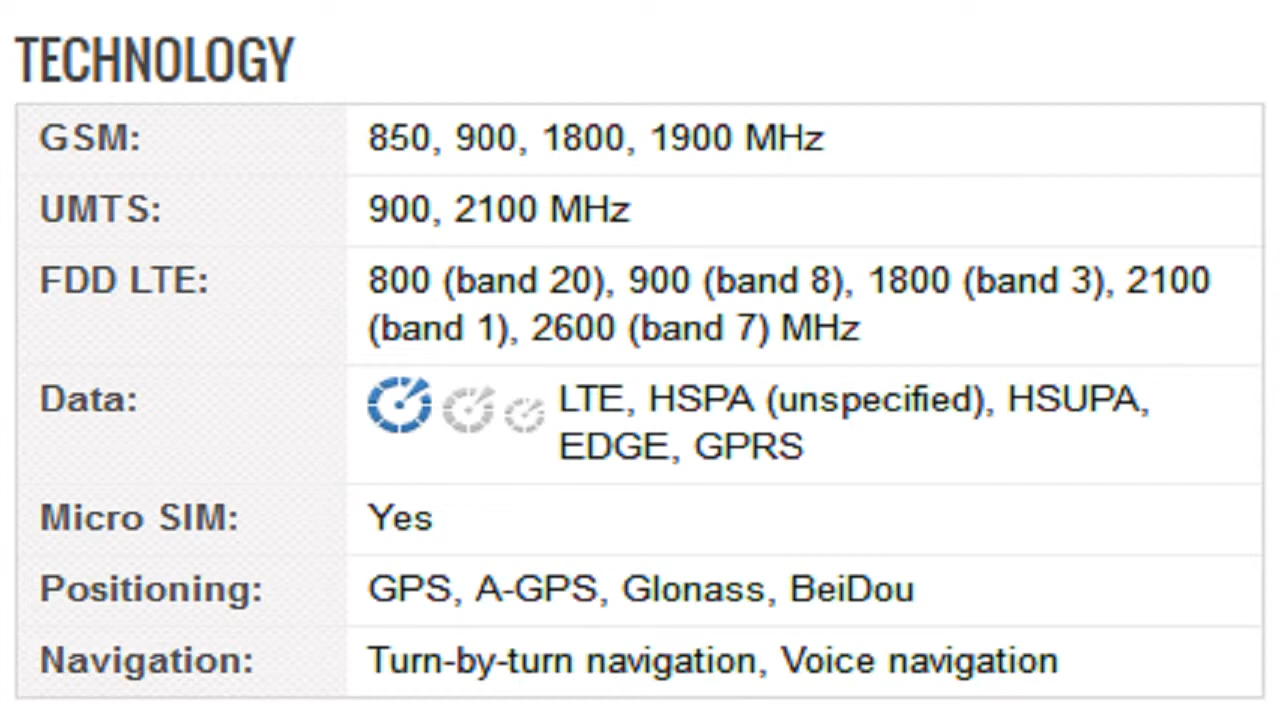 TECHNOLOGY
GSM: 850, 900, 1800, 1900 MHz
UMTS: 900, 2100 MHz
FDD LTE: 800 (band 20), 900 (band 8), 1800 (band 3), 2100
(band 1), 2600 (band 7) MHz
Data: LTE, HSPA (unspecified), HSUPA,
EDGE, GPRS
Micro SIM: Yes
Positioning: GPS, A-GPS, Glonass, BeiDou
Navigation: Turn-by-turn navigation, Voice navigation